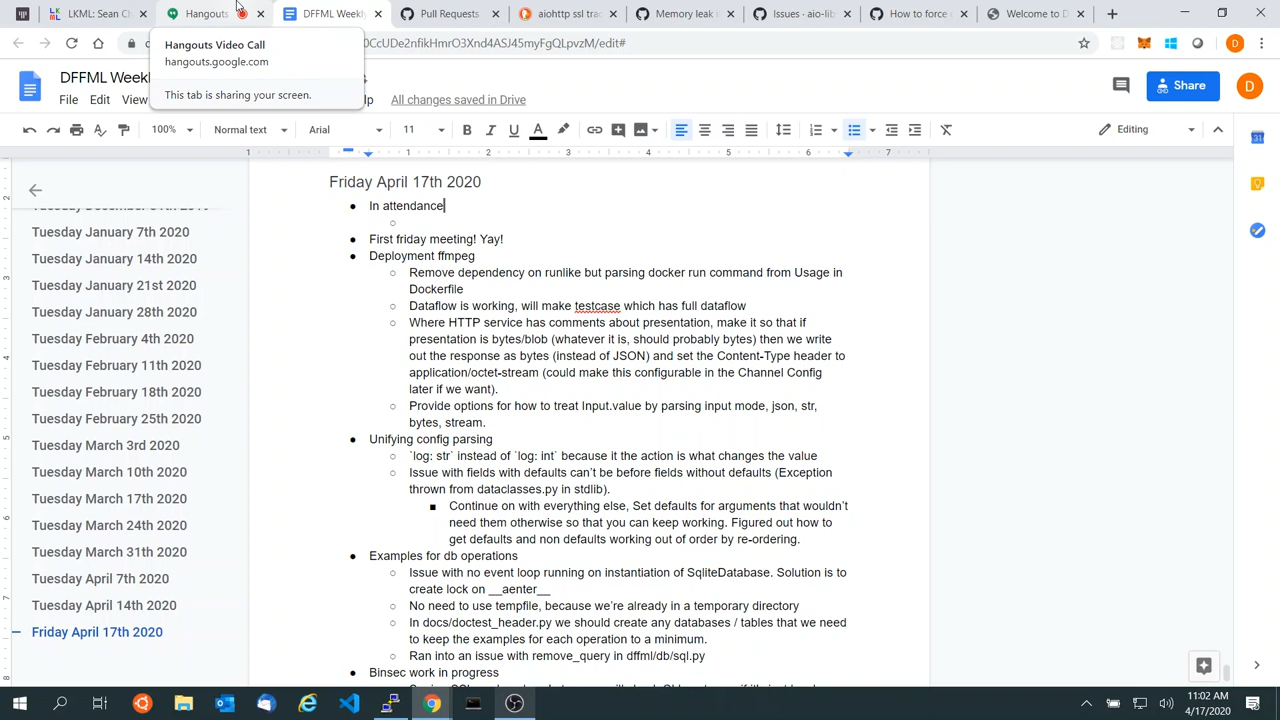 LKML: Sean Ch
Hangouts
DFFML Weekly
Pull Requests
aiohttp ssl trac
Memory leak i
Issues · aio-lib
How to force c
Welcome to D
0CcUDe2nfikHmrO3Xnd4ASJ45myFgQLpvzM/edit#
D
Hangouts Video Call
hangouts.google.com
This tab is sharing your screen.
DFFML Week
File Edit View
All changes saved in Drive
Share
D
100% Normal text Arial 11 B I U A Editing
1 1 2 3 4 5 6 7
Friday April 17th 2020
In attendance
First friday meeting! Yay!
Deployment ffmpeg
Remove dependency on runlike but parsing docker run command from Usage in
Dockerfile
Dataflow is working, will make testcase which has full dataflow
Where HTTP service has comments about presentation, make it so that if
presentation is bytes/blob (whatever it is, should probably bytes) then we write
out the response as bytes (instead of JSON) and set the Content-Type header to
application/octet-stream (could make this configurable in the Channel Config
later if we want).
Provide options for how to treat Input.value by parsing input mode, json, str,
bytes, stream.
Unifying config parsing
`log: str` instead of `log: int` because it the action is what changes the value
Issue with fields with defaults can't be before fields without defaults (Exception
thrown from dataclasses.py in stdlib).
Continue on with everything else, Set defaults for arguments that wouldn't
need them otherwise so that you can keep working. Figured out how to
get defaults and non defaults working out of order by re-ordering.
Examples for db operations
Issue with no event loop running on instantiation of SqliteDatabase. Solution is to
create lock on __aenter__
No need to use tempfile, because we're already in a temporary directory
In docs/doctest_header.py we should create any databases / tables that we need
to keep the examples for each operation to a minimum.
Ran into an issue with remove_query in dffml/db/sql.py
Binsec work in progress
Tuesday January 7th 2020
Tuesday January 14th 2020
Tuesday January 21st 2020
Tuesday January 28th 2020
Tuesday February 4th 2020
Tuesday February 11th 2020
Tuesday February 18th 2020
Tuesday February 25th 2020
Tuesday March 3rd 2020
Tuesday March 10th 2020
Tuesday March 17th 2020
Tuesday March 24th 2020
Tuesday March 31th 2020
Tuesday April 7th 2020
Tuesday April 14th 2020
Friday April 17th 2020
11:02 AM
4/17/2020